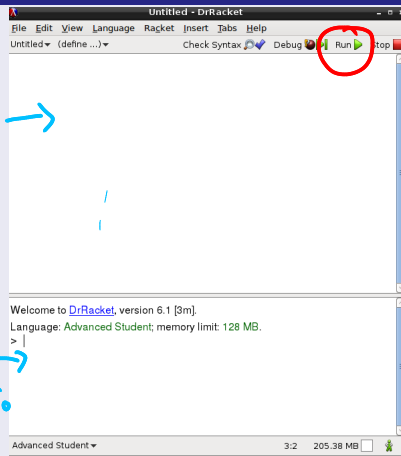 Untitled - DrRacket
File Edit View Language Racket Insert Tabs Help
Untitled▾ (define ...)▾ Check Syntax Debug Run Stop
Welcome to DrRacket, version 6.1 [3m].
Language: Advanced Student; memory limit: 128 MB.
>
Advanced Student▾ 3:2 205.38 MB